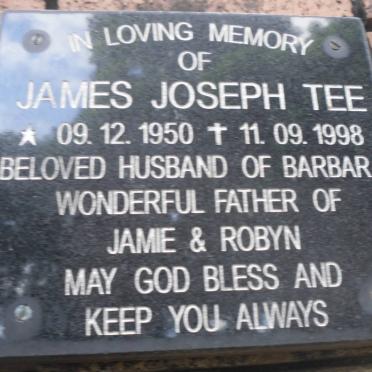 IN LOVING MEMORY
OF
JAMES JOSEPH TEE
★ 09. 12. 1950 ✝ 11. 09. 1998
BELOVED HUSBAND OF BARBAR
WONDERFUL FATHER OF
JAMIE & ROBYN
MAY GOD BLESS AND
KEEP YOU ALWAYS